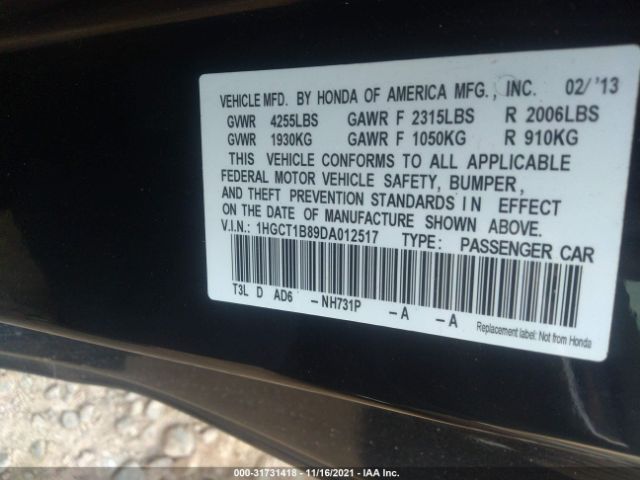 VEHICLE MFD. BY HONDA OF AMERICA MFG., INC. 02/ '13
GVWR 4255LBS GAWR F 2315LBS R 2006LBS
GVWR 1930KG GAWR F 1050KG R 910KG
THIS VEHICLE CONFORMS TO ALL APPLICABLE
FEDERAL MOTOR VEHICLE SAFETY, BUMPER,
AND THEFT PREVENTION STANDARDS IN EFFECT
ON THE DATE OF MANUFACTURE SHOWN ABOVE.
V.I.N.: 1HGCT1B89DA012517 TYPE: PASSENGER CAR
T3L D AD6 –NH731P –A –A
Replacement label: Not from Honda
000-31731418 - 11/16/2021 - IAA Inc.